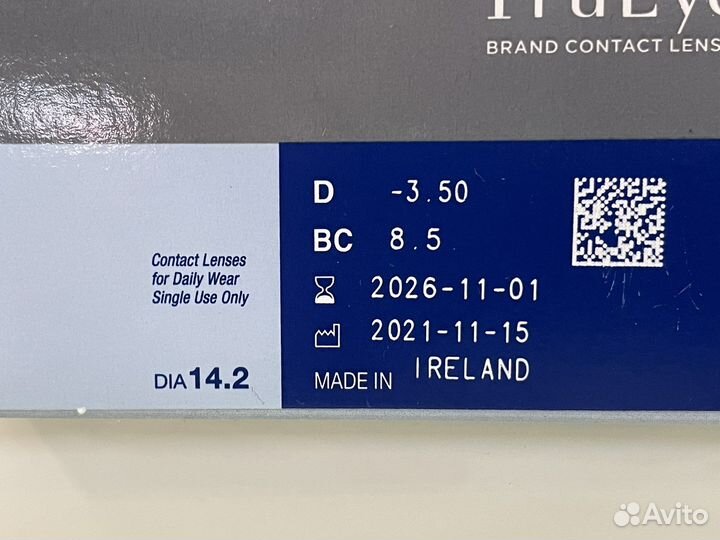 BRAND CONTACT LENS
D -3.50
BC 8.5
2026-11-01
2021-11-15
MADE IN IRELAND
Contact Lenses
for Daily Wear
Single Use Only
DIA 14.2
Avito